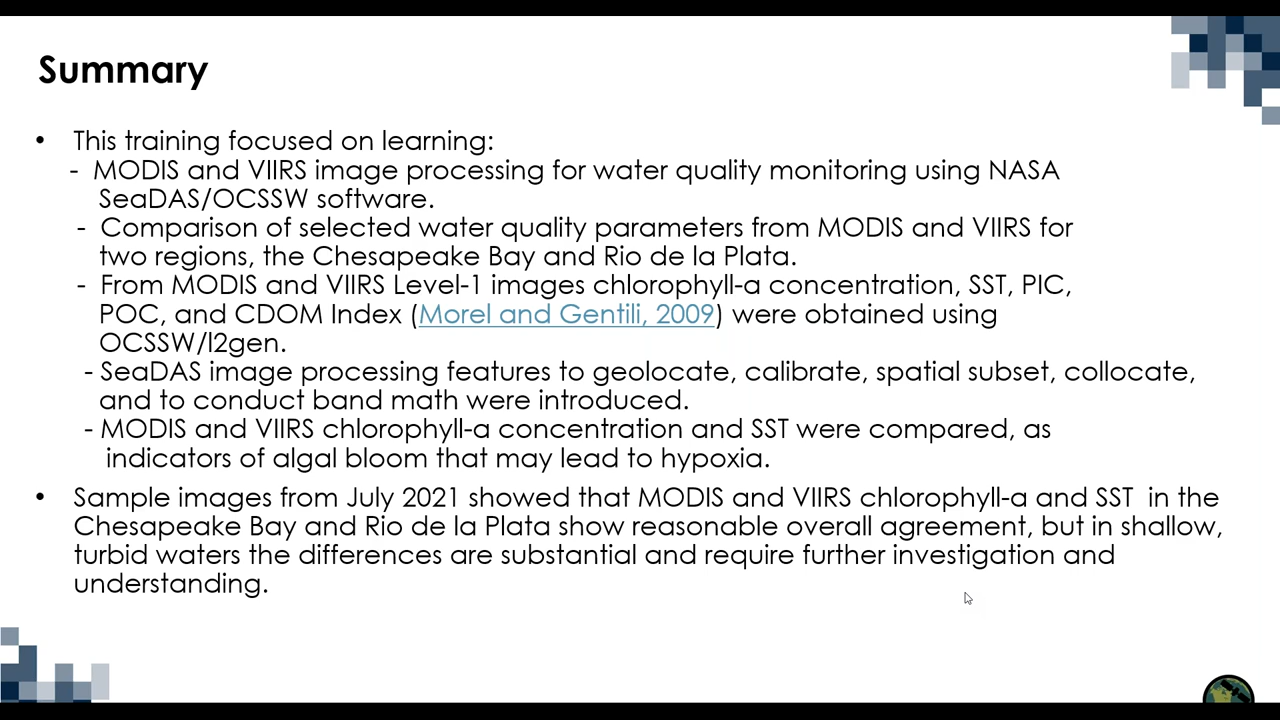 Summary
• This training focused on learning:
- MODIS and VIIRS image processing for water quality monitoring using NASA
SeaDAS/OCSSW software.
- Comparison of selected water quality parameters from MODIS and VIIRS for
two regions, the Chesapeake Bay and Rio de la Plata.
- From MODIS and VIIRS Level-1 images chlorophyll-a concentration, SST, PIC,
POC, and CDOM Index (Morel and Gentili, 2009) were obtained using
OCSSW/l2gen.
- SeaDAS image processing features to geolocate, calibrate, spatial subset, collocate,
and to conduct band math were introduced.
- MODIS and VIIRS chlorophyll-a concentration and SST were compared, as
indicators of algal bloom that may lead to hypoxia.
• Sample images from July 2021 showed that MODIS and VIIRS chlorophyll-a and SST in the
Chesapeake Bay and Rio de la Plata show reasonable overall agreement, but in shallow,
turbid waters the differences are substantial and require further investigation and
understanding.